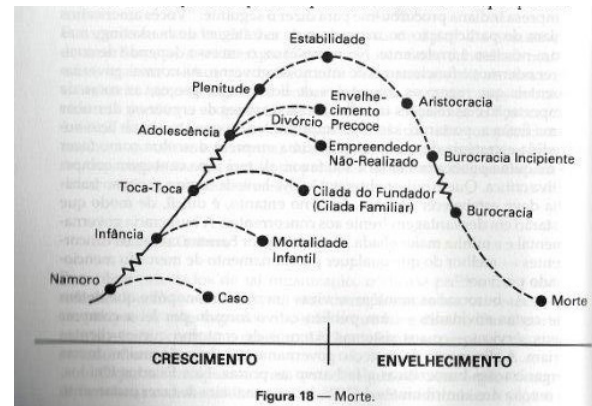 Estabilidade
Plenitude
Envelhe-
cimento
Precoce
Aristocracia
Adolescência
Divórcio
Empreendedor
Não-Realizado
Burocracia Incipiente
Toca-Toca
Cilada do Fundador
(Cilada Familiar)
Burocracia
Infância
Mortalidade
Infantil
Namoro
Caso
Morte
CRESCIMENTO
ENVELHECIMENTO
Figura 18 — Morte.